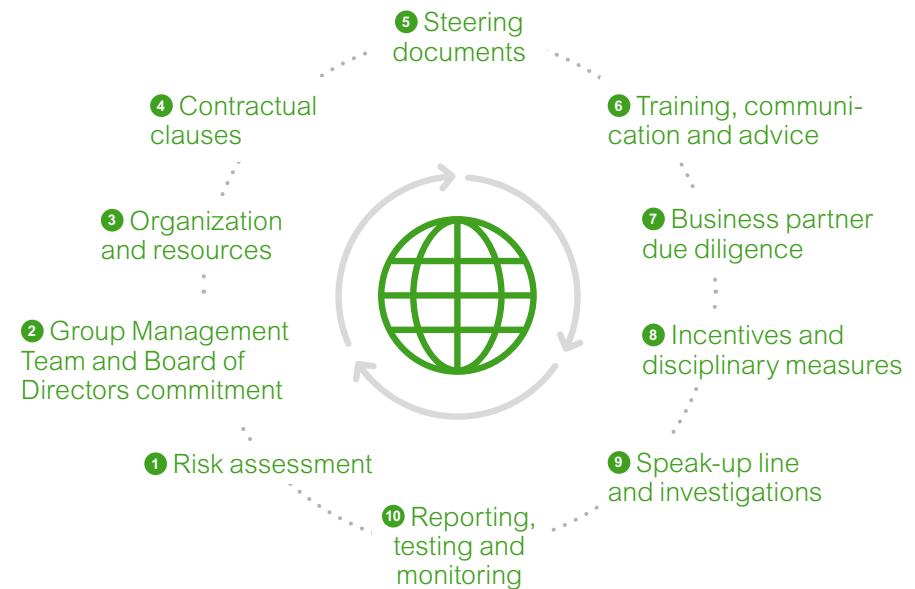 1 Risk assessment
2 Group Management
Team and Board of
Directors commitment
3 Organization
and resources
4 Contractual
clauses
5 Steering
documents
6 Training, communi-
cation and advice
7 Business partner
due diligence
8 Incentives and
disciplinary measures
9 Speak-up line
and investigations
10 Reporting,
testing and
monitoring